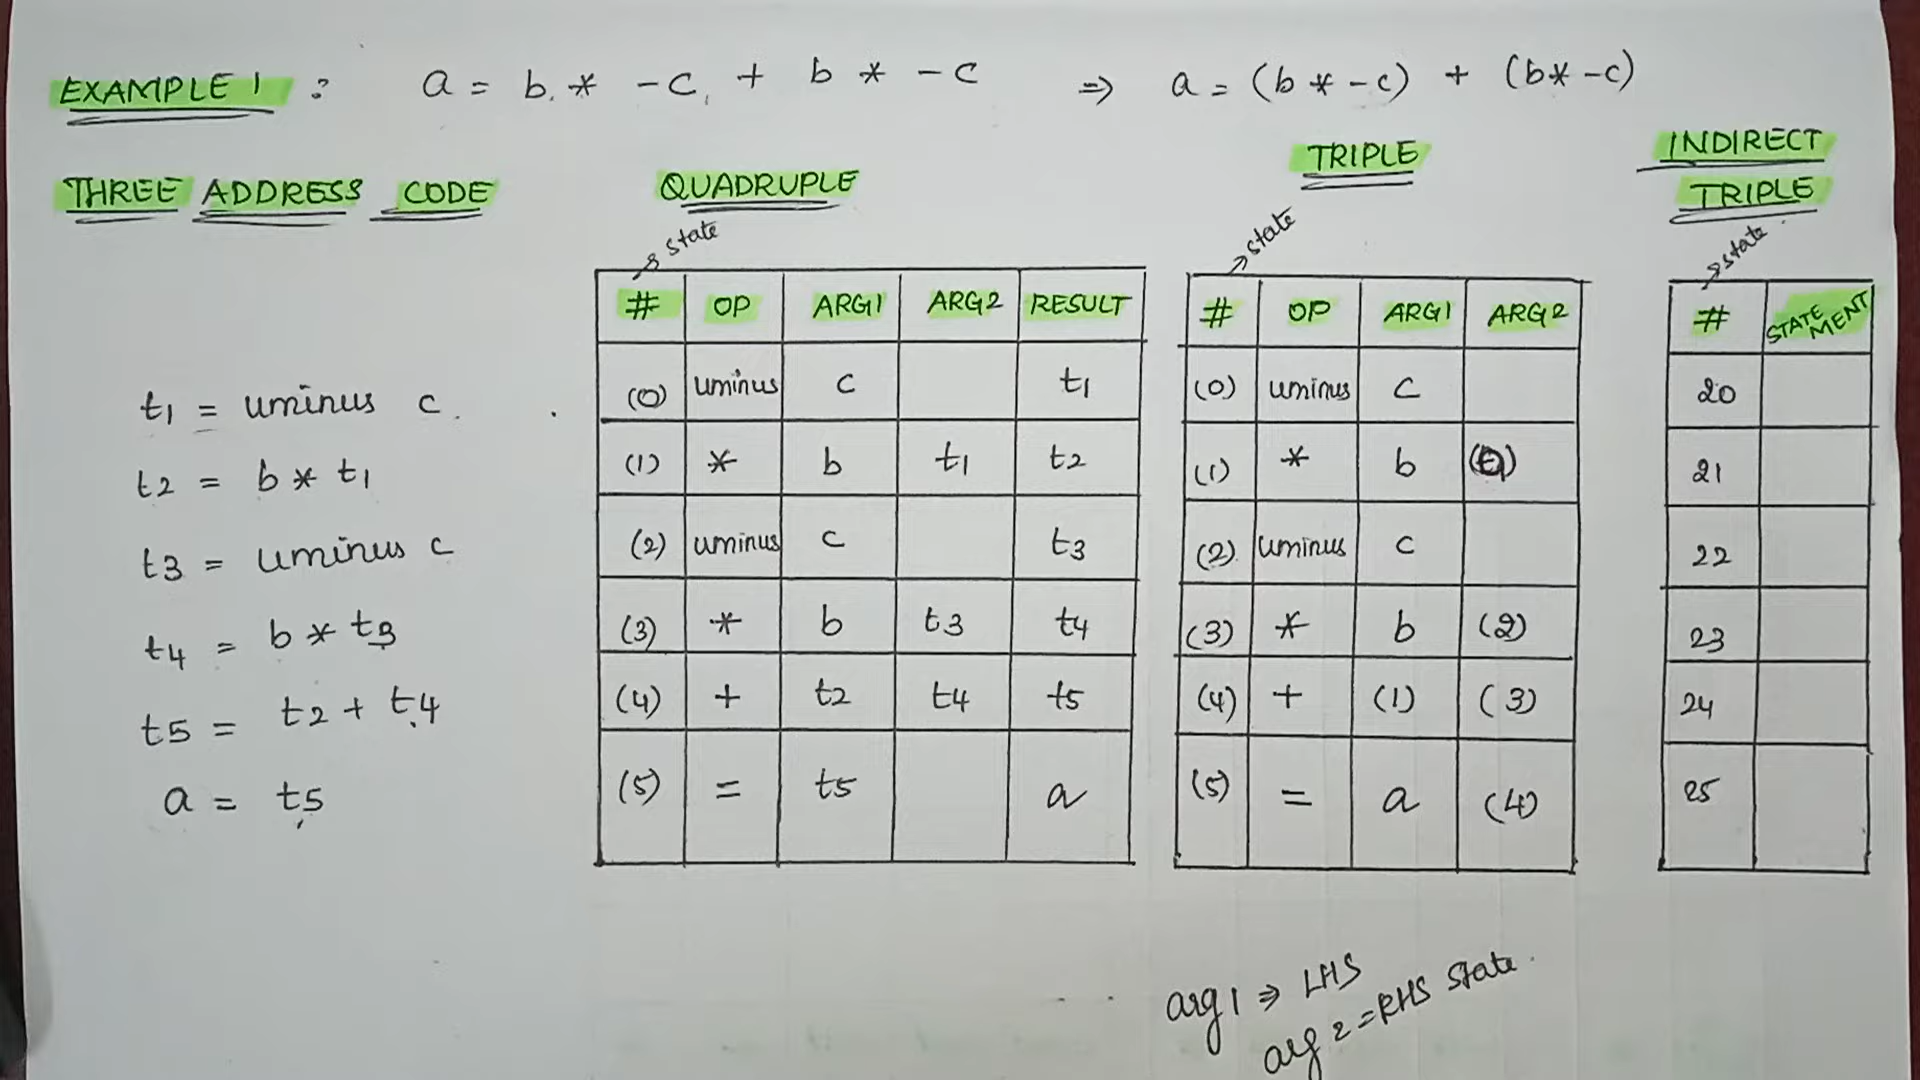 EXAMPLE 1 : a = b * - c + b * - c ⇒ a = (b * - c) + (b * - c)
THREE ADDRESS CODE
t1 = uminus c
t2 = b * t1
t3 = uminus c
t4 = b * t3
t5 = t2 + t4
a = t5
QUADRUPLE
→ state
# OP ARG1 ARG2 RESULT
(0) uminus c t1
(1) * b t1 t2
(2) uminus c t3
(3) * b t3 t4
(4) + t2 t4 t5
(5) = t5 a
TRIPLE
→ state
# OP ARG1 ARG2
(0) uminus c
(1) * b
(2) uminus c
(3) * b (2)
(4) + (1) (3)
(5) = a (4)
INDIRECT
TRIPLE
→ state
# STATEMENT
20
21
22
23
24
25
arg1 ⇒ LHS
arg2 = RHS state.